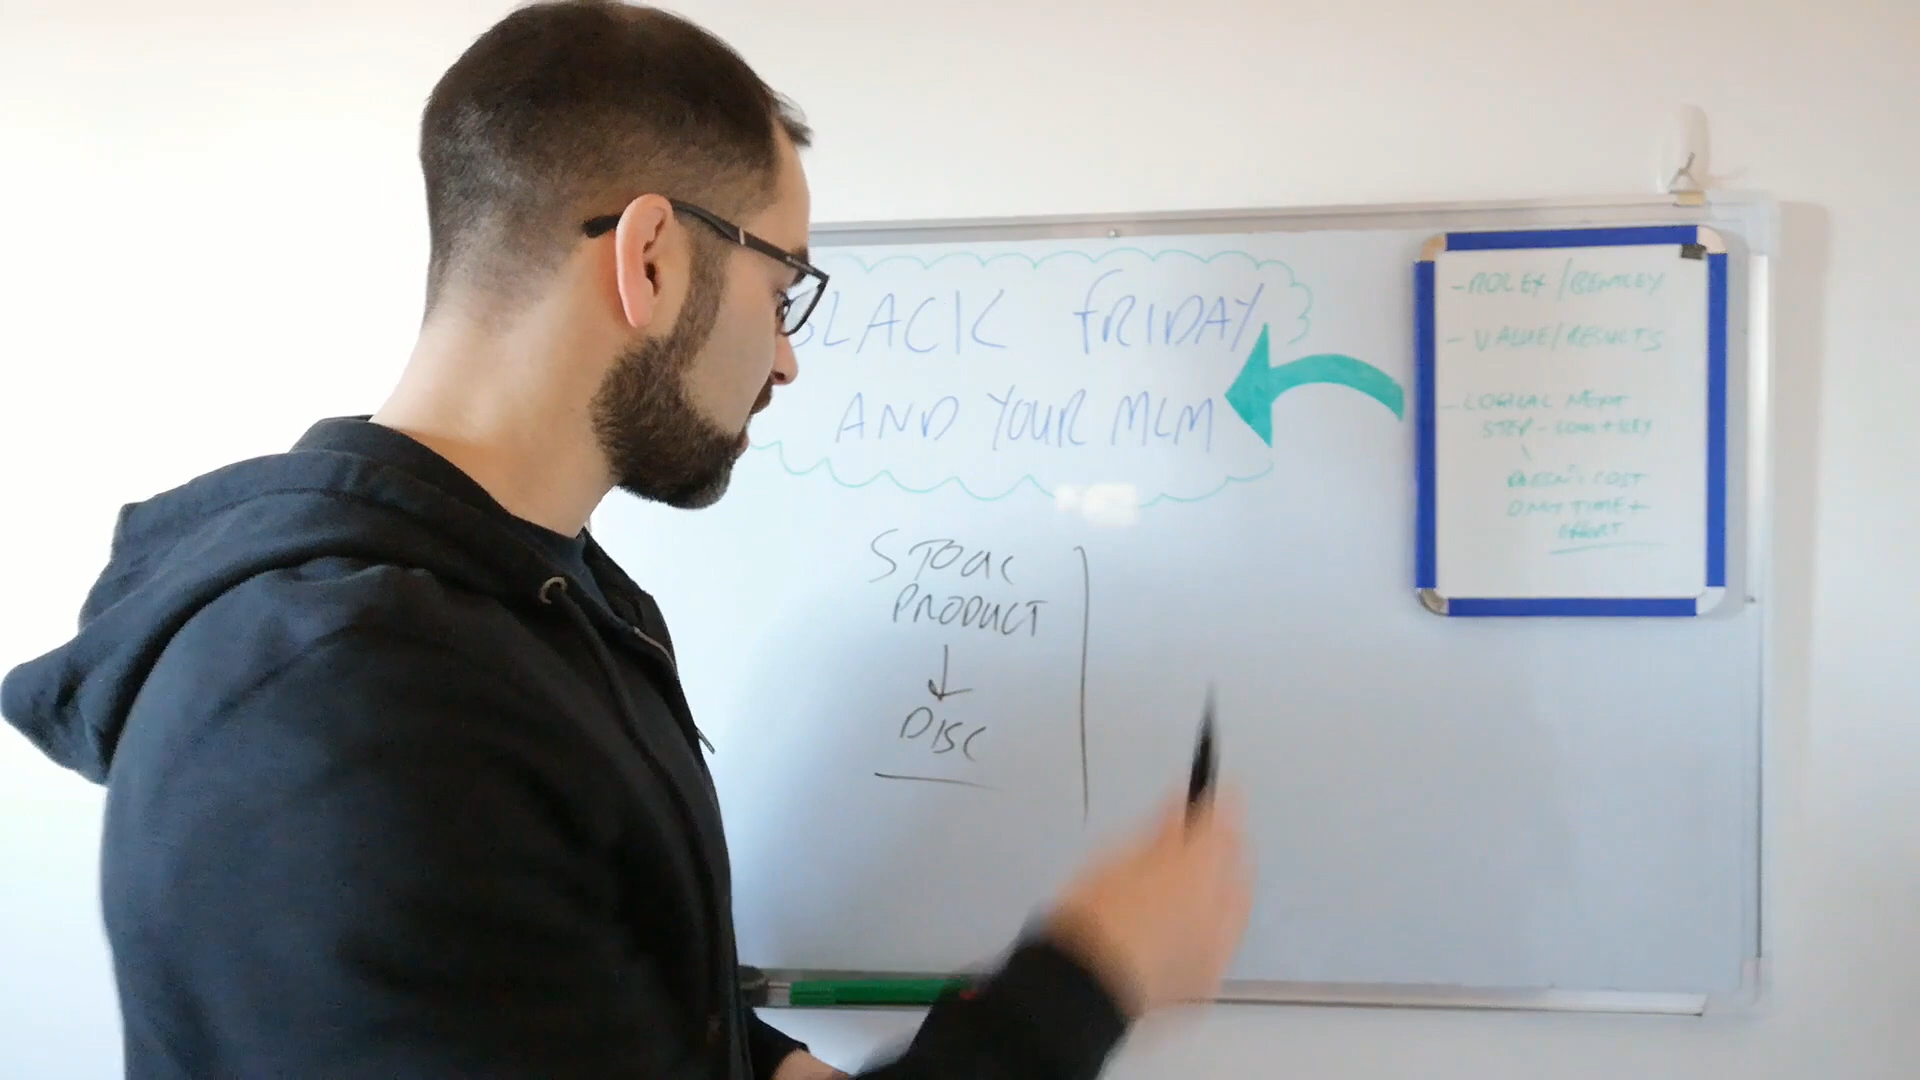 BLACK FRIDAY
AND YOUR MLM
STOCK
PRODUCT
DISC
- ROLEX / BENTLEY
- VALUE/RESULTS
- LOGICAL NEXT
STEP -
DOESN'T COST
ONLY TIME +
EFFORT